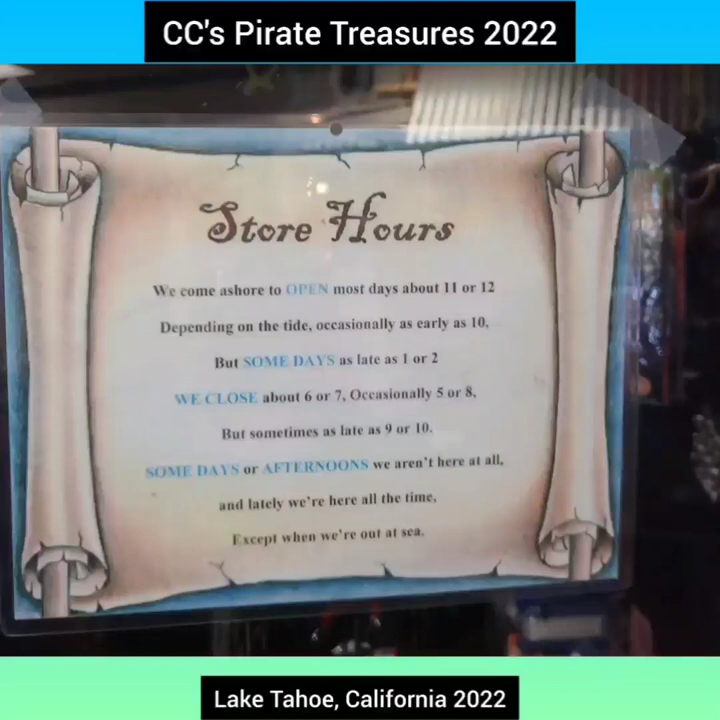 CC's Pirate Treasures 2022
Store Hours
We come ashore to OPEN most days about 11 or 12
Depending on the tide, occasionally as early as 10,
But SOME DAYS as late as 1 or 2
WE CLOSE about 6 or 7, Occasionally 5 or 8,
But sometimes as late as 9 or 10.
SOME DAYS or AFTERNOONS we aren't here at all,
and lately we're here all the time,
Except when we're out at sea.
Lake Tahoe, California 2022